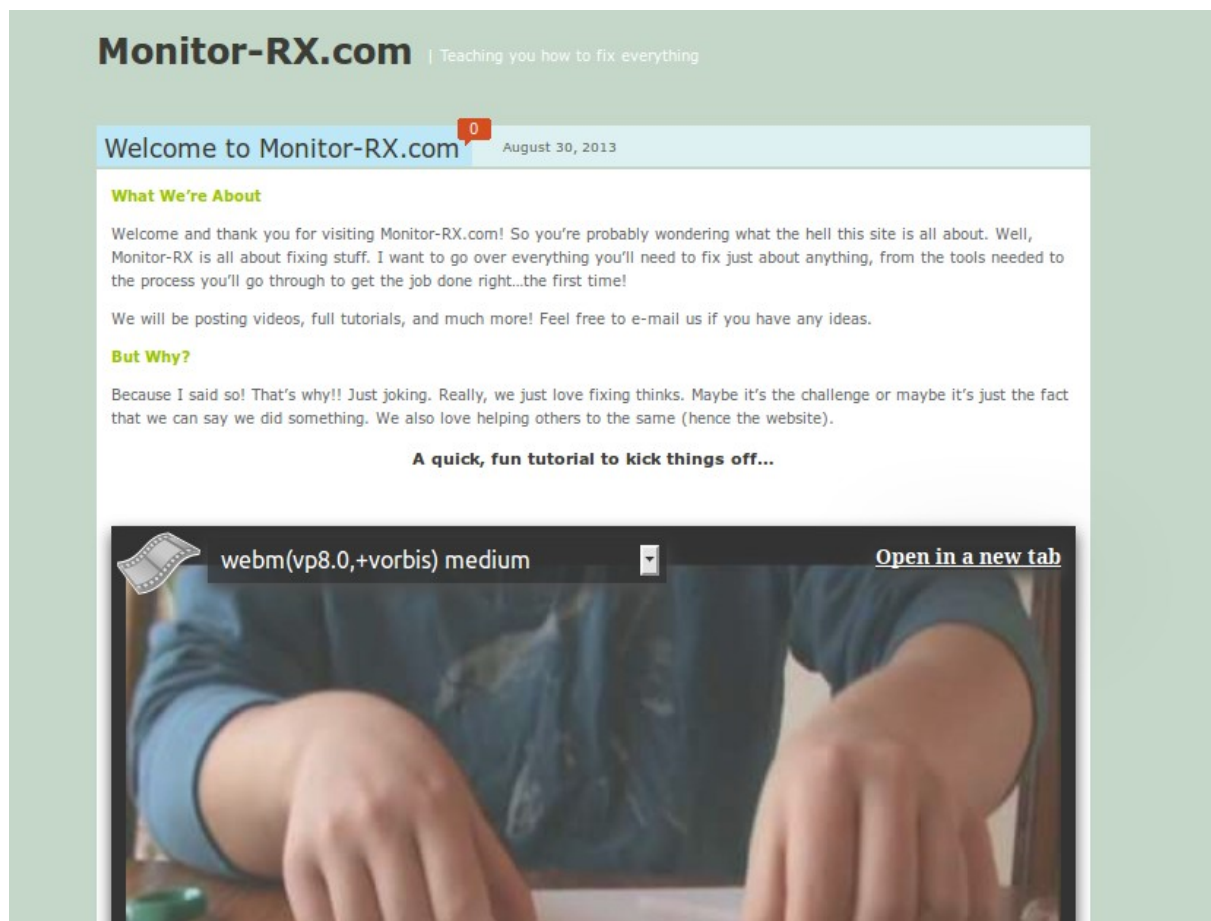 Monitor-RX.com | Teaching you how to fix everything
Welcome to Monitor-RX.com 0 August 30, 2013
What We're About
Welcome and thank you for visiting Monitor-RX.com! So you're probably wondering what the hell this site is all about. Well,
Monitor-RX is all about fixing stuff. I want to go over everything you'll need to fix just about anything, from the tools needed to
the process you'll go through to get the job done right…the first time!
We will be posting videos, full tutorials, and much more! Feel free to e-mail us if you have any ideas.
But Why?
Because I said so! That's why!! Just joking. Really, we just love fixing thinks. Maybe it's the challenge or maybe it's just the fact
that we can say we did something. We also love helping others to the same (hence the website).
A quick, fun tutorial to kick things off…
webm(vp8.0,+vorbis) medium Open in a new tab